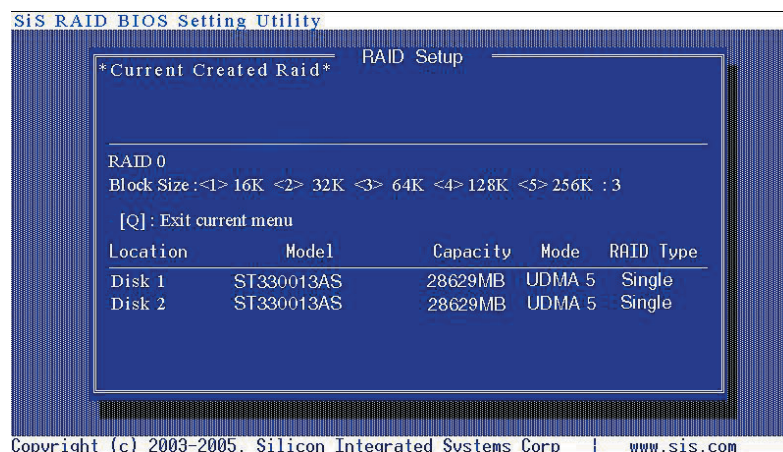 SiS RAID BIOS Setting Utility
RAID Setup
*Current Created Raid*
RAID 0
Block Size :<1> 16K <2> 32K <3> 64K <4> 128K <5> 256K : 3
[Q] : Exit current menu
Location Model Capacity Mode RAID Type
Disk 1 ST330013AS 28629MB UDMA 5 Single
Disk 2 ST330013AS 28629MB UDMA 5 Single
Copyright (c) 2003-2005. Silicon Integrated Systems Corp | www.sis.com